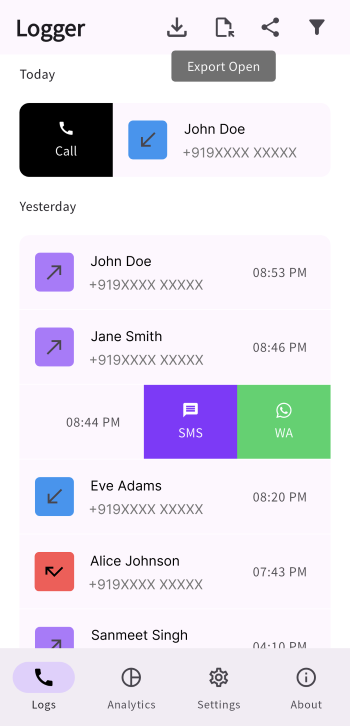 Logger
Export Open
Today
Call
John Doe
+919XXXX XXXXX
Yesterday
John Doe
+919XXXX XXXXX
08:53 PM
Jane Smith
+919XXXX XXXXX
08:46 PM
08:44 PM
SMS
WA
Eve Adams
+919XXXX XXXXX
08:20 PM
Alice Johnson
+919XXXX XXXXX
07:43 PM
Sanmeet Singh
04:10 PM
Logs
Analytics
Settings
About